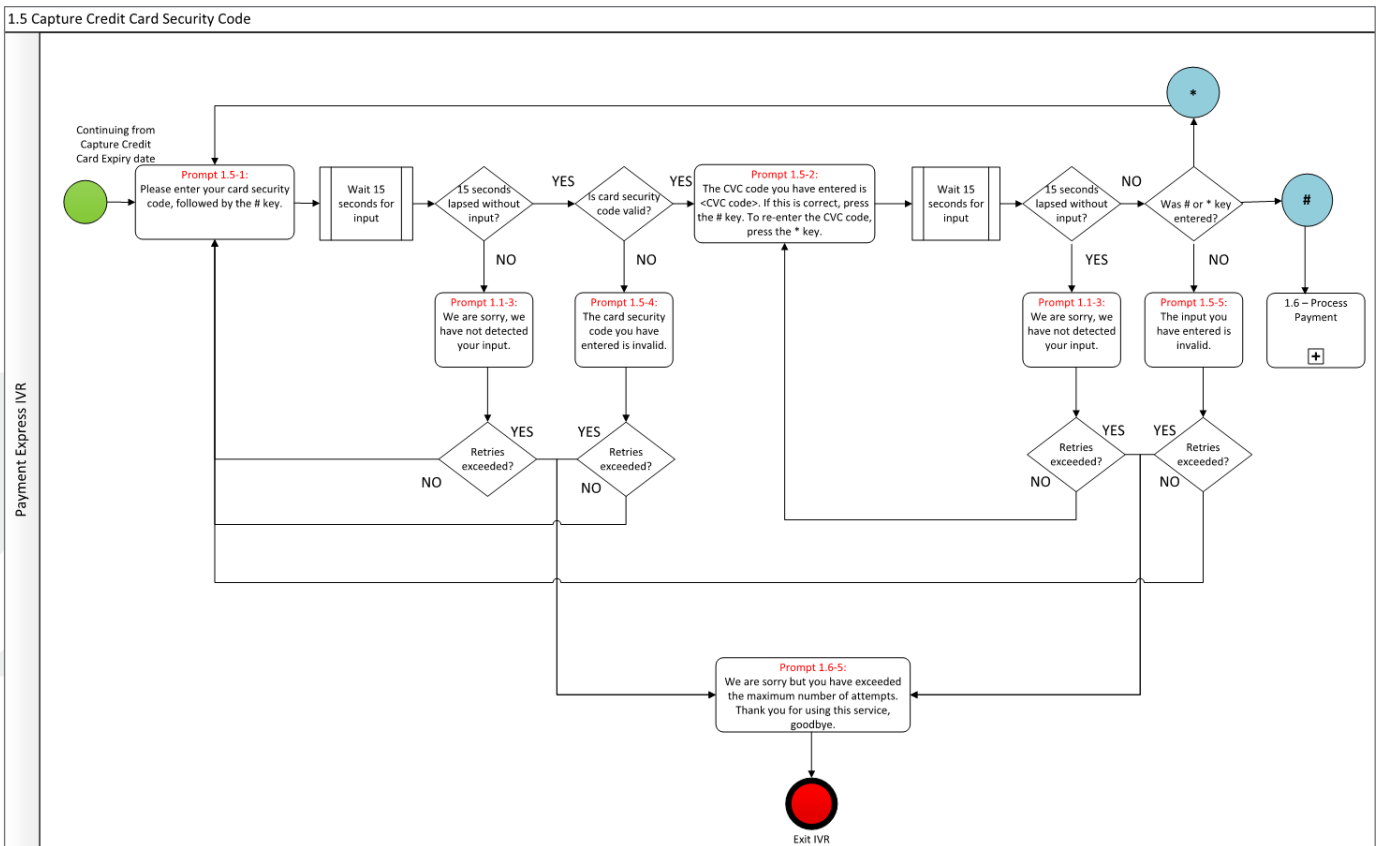 1.5 Capture Credit Card Security Code
Payment Express IVR
Continuing from
Capture Credit
Card Expiry date
Prompt 1.5-1:
Please enter your card security
code, followed by the # key.
Wait 15
seconds for
input
15 seconds
lapsed without
input?
YES
NO
Is card security
code valid?
YES
NO
Prompt 1.5-2:
The CVC code you have entered is
<CVC code>. If this is correct, press
the # key. To re-enter the CVC code,
press the * key.
Wait 15
seconds for
input
15 seconds
lapsed without
input?
NO
YES
Was # or * key
entered?
NO
*
#
Prompt 1.1-3:
We are sorry, we
have not detected
your input.
Prompt 1.5-4:
The card security
code you have
entered is invalid.
Prompt 1.1-3:
We are sorry, we
have not detected
your input.
Prompt 1.5-5:
The input you
have entered is
invalid.
1.6 – Process
Payment
Retries
exceeded?
YES
NO
Retries
exceeded?
YES
NO
Retries
exceeded?
YES
NO
Retries
exceeded?
YES
NO
Prompt 1.6-5:
We are sorry but you have exceeded
the maximum number of attempts.
Thank you for using this service,
goodbye.
Exit IVR